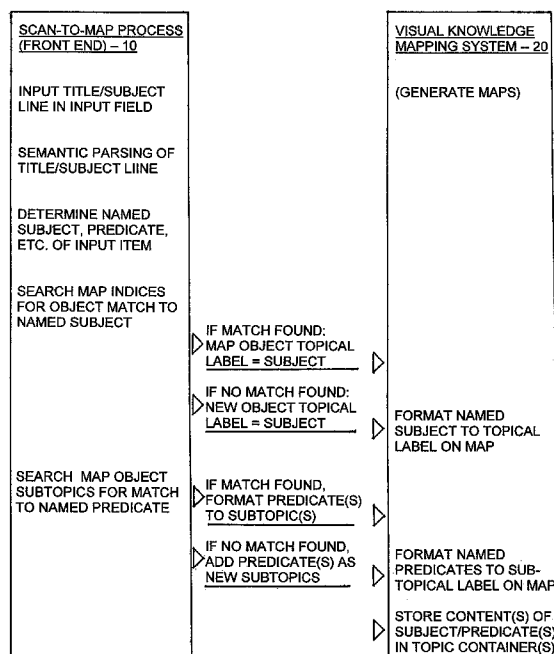 SCAN-TO-MAP PROCESS
(FRONT END) – 10
INPUT TITLE/SUBJECT
LINE IN INPUT FIELD
SEMANTIC PARSING OF
TITLE/SUBJECT LIINE
DETERMINE NAMED
SUBJECT, PREDICATE,
ETC. OF INPUT ITEM
SEARCH MAP INDICES
FOR OBJECT MATCH TO
NAMED SUBJECT
IF MATCH FOUND:
MAP OBJECT TOPICAL
LABEL = SUBJECT
IF NO MATCH FOUND:
NEW OBJECT TOPICAL
LABEL = SUBJECT
SEARCH MAP OBJECT
SUBTOPICS FOR MATCH
TO NAMED PREDICATE
IF MATCH FOUND,
FORMAT PREDICATE(S)
TO SUBTOPIC(S)
IF NO MATCH FOUND,
ADD PREDICATE(S) AS
NEW SUBTOPICS
VISUAL KNOWLEDGE
MAPPING SYSTEM – 20
(GENERATE MAPS)
FORMAT NAMED
SUBJECT TO TOPICAL
LABEL ON MAP
FORMAT NAMED
PREDICATES TO SUB-
TOPICAL LABEL ON MAP
STORE CONTENT(S) OF
SUBJECT/PREDICATE(S)
IN TOPIC CONTAINER(S)